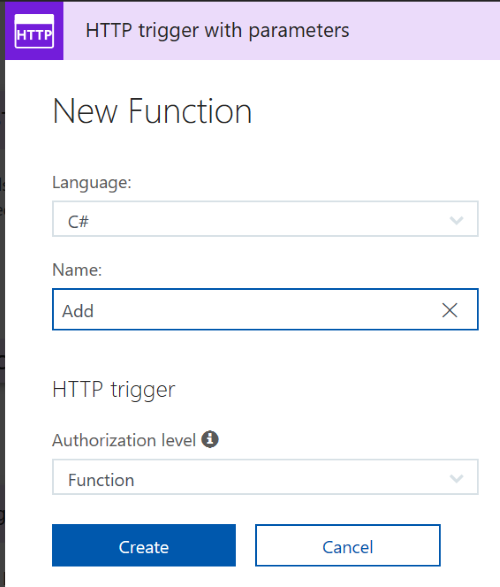 HTTP
HTTP trigger with parameters
New Function
Language:
C#
Name:
Add
HTTP trigger
Authorization level
Function
Create
Cancel